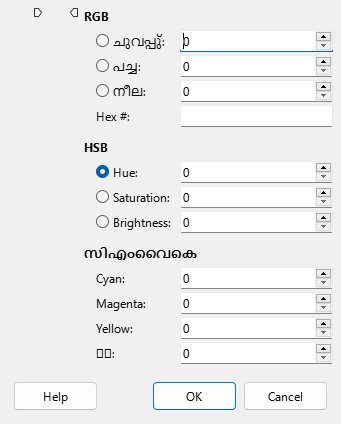 RGB
ചുവപ്പ്: 0
പച്ച: 0
നീല: 0
Hex #:
HSB
Hue: 0
Saturation: 0
Brightness: 0
സിഎംവൈകെ
Cyan: 0
Magenta: 0
Yellow: 0
0
Help OK Cancel